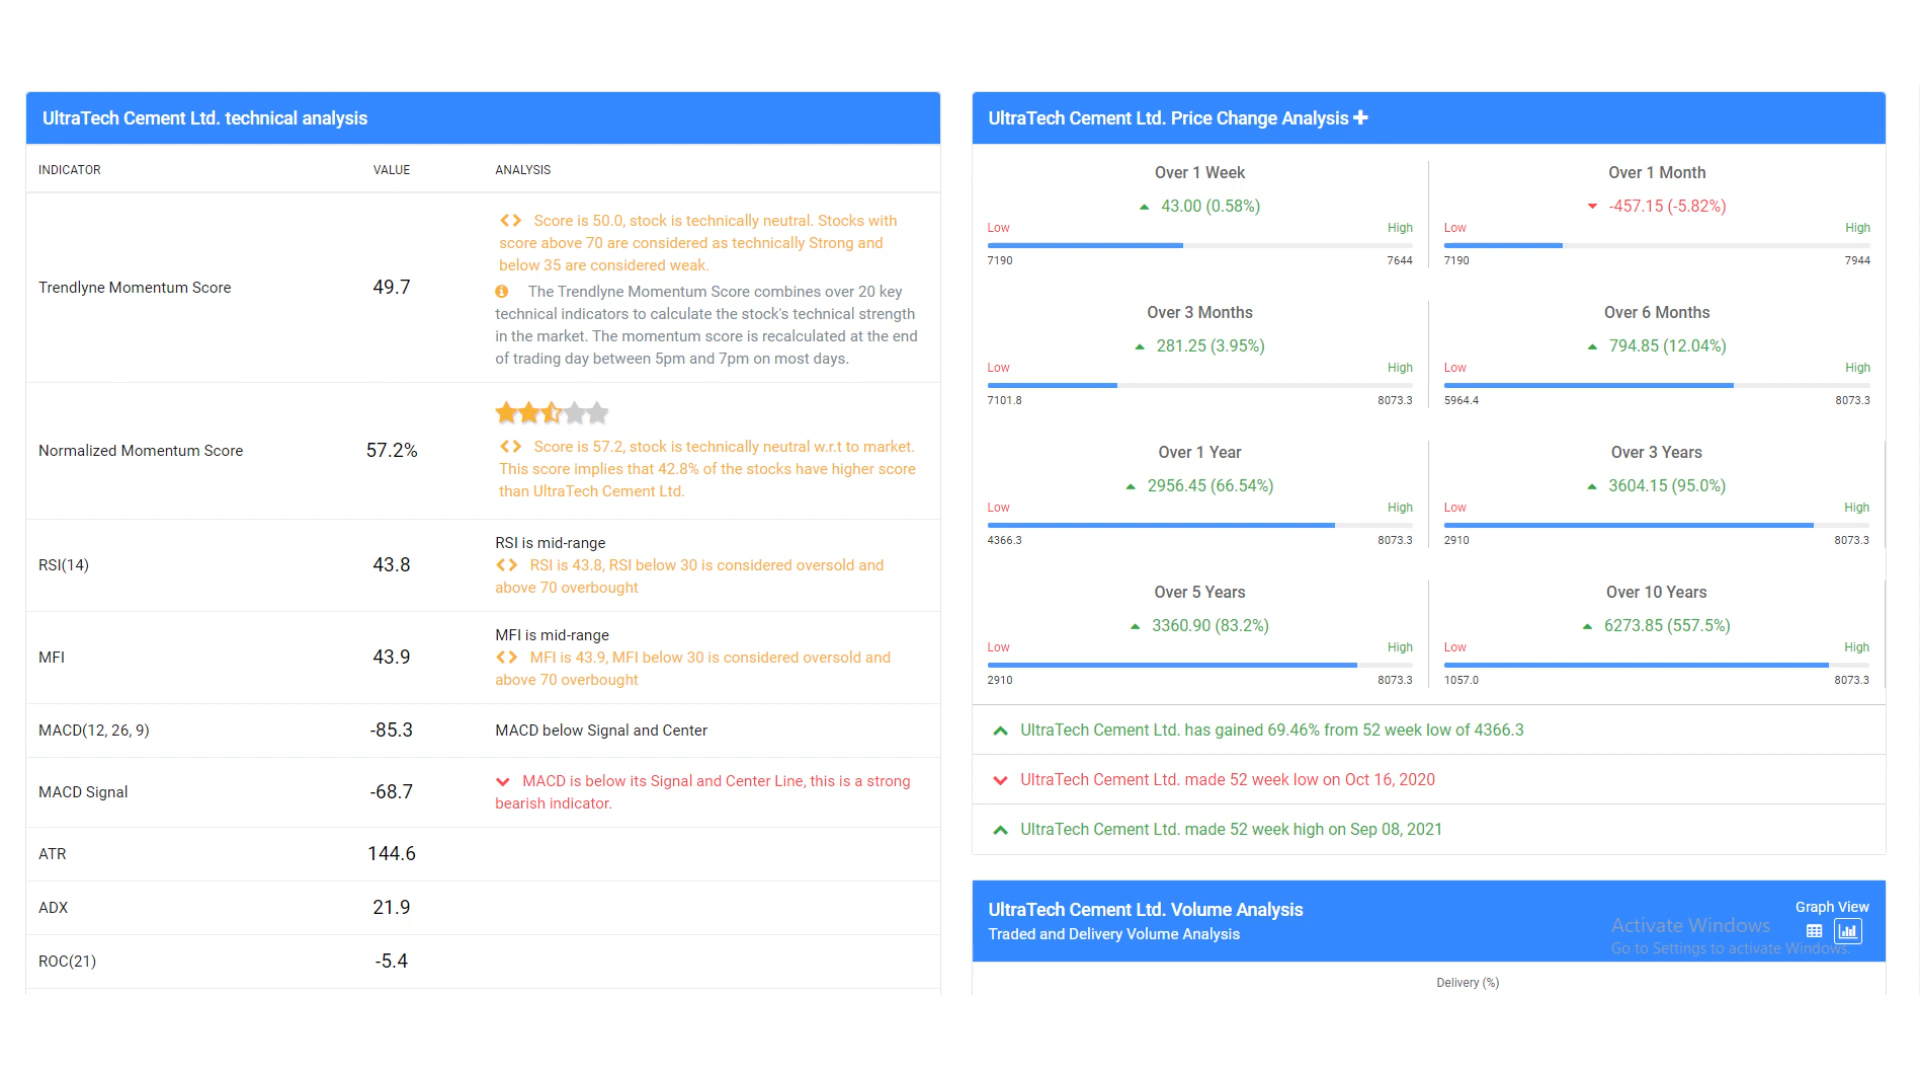 UltraTech Cement Ltd. technical analysis
INDICATOR VALUE ANALYSIS
Trendlyne Momentum Score 49.7
Score is 50.0, stock is technically neutral. Stocks with
score above 70 are considered as technically Strong and
below 35 are considered weak.
The Trendlyne Momentum Score combines over 20 key
technical indicators to calculate the stock's technical strength
in the market. The momentum score is recalculated at the end
of trading day between 5pm and 7pm on most days.
Normalized Momentum Score 57.2%
Score is 57.2, stock is technically neutral w.r.t to market.
This score implies that 42.8% of the stocks have higher score
than UltraTech Cement Ltd.
RSI(14) 43.8
RSI is mid-range
RSI is 43.8, RSI below 30 is considered oversold and
above 70 overbought
MFI 43.9
MFI is mid-range
MFI is 43.9, MFI below 30 is considered oversold and
above 70 overbought
MACD(12, 26, 9) -85.3 MACD below Signal and Center
MACD Signal -68.7
MACD is below its Signal and Center Line, this is a strong
bearish indicator.
ATR 144.6
ADX 21.9
ROC(21) -5.4
UltraTech Cement Ltd. Price Change Analysis
Over 1 Week
43.00 (0.58%)
Low High
7190 7644
Over 1 Month
-457.15 (-5.82%)
Low High
7190 7944
Over 3 Months
281.25 (3.95%)
Low High
7101.8 8073.3
Over 6 Months
794.85 (12.04%)
Low High
5964.4 8073.3
Over 1 Year
2956.45 (66.54%)
Low High
4366.3 8073.3
Over 3 Years
3604.15 (95.0%)
Low High
2910 8073.3
Over 5 Years
3360.90 (83.2%)
Low High
2910 8073.3
Over 10 Years
6273.85 (557.5%)
Low High
1057.0 8073.3
UltraTech Cement Ltd. has gained 69.46% from 52 week low of 4366.3
UltraTech Cement Ltd. made 52 week low on Oct 16, 2020
UltraTech Cement Ltd. made 52 week high on Sep 08, 2021
UltraTech Cement Ltd. Volume Analysis
Traded and Delivery Volume Analysis
Graph View
Activate Windows
Go to Settings to activate Windows.
Delivery (%)